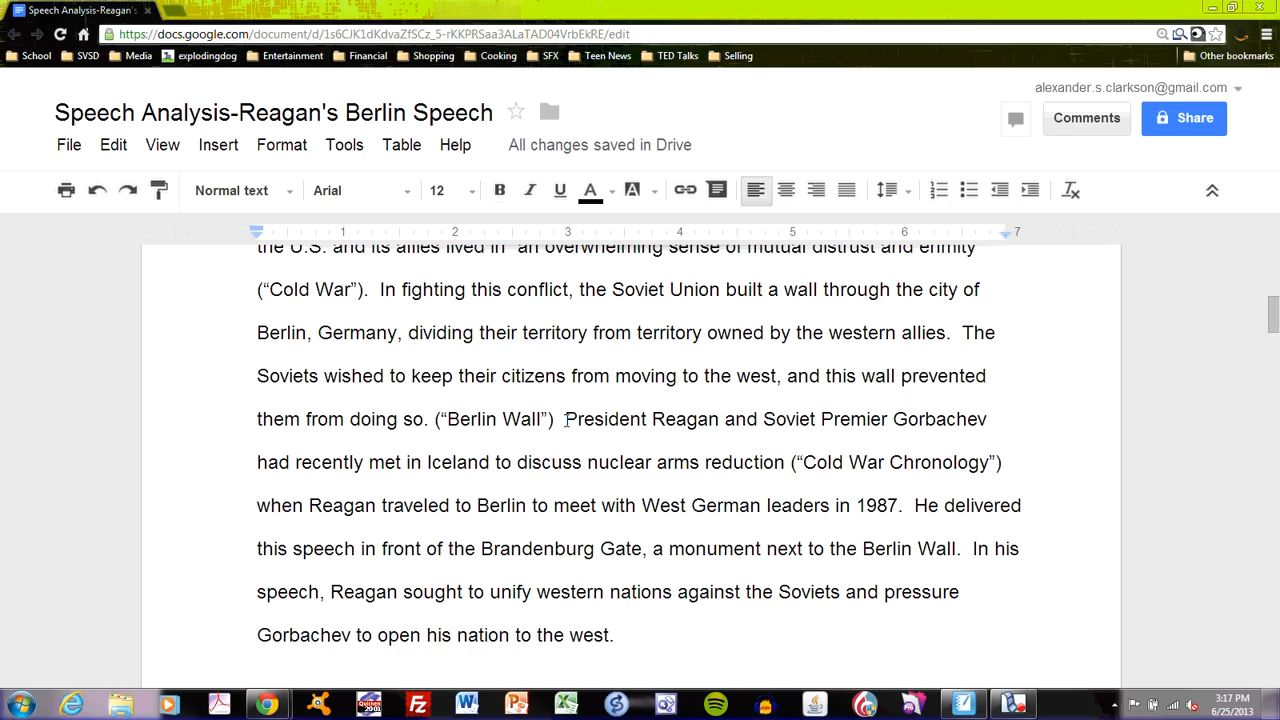 Speech Analysis-Reagan's
https://docs.google.com/document/d/1s6CJK1dKdvaZfSCz_5-rKKPRSaa3ALaTAD04VrbEkRE/edit
School SVSD Media explodingdog Entertainment Financial Shopping Cooking SFX Teen News TED Talks Selling Other bookmarks
alexander.s.clarkson@gmail.com
Speech Analysis-Reagan's Berlin Speech
Comments Share
File Edit View Insert Format Tools Table Help All changes saved in Drive
Normal text Arial 12 B I U A A
1 2 3 4 5 6 7
the U.S. and its allies lived in  an overwhelming sense of mutual distrust and enmity
(“Cold War”).  In fighting this conflict, the Soviet Union built a wall through the city of
Berlin, Germany, dividing their territory from territory owned by the western allies.  The
Soviets wished to keep their citizens from moving to the west, and this wall prevented
them from doing so. (“Berlin Wall”)  President Reagan and Soviet Premier Gorbachev
had recently met in Iceland to discuss nuclear arms reduction (“Cold War Chronology”)
when Reagan traveled to Berlin to meet with West German leaders in 1987.  He delivered
this speech in front of the Brandenburg Gate, a monument next to the Berlin Wall.  In his
speech, Reagan sought to unify western nations against the Soviets and pressure
Gorbachev to open his nation to the west.
3:17 PM
6/25/2013